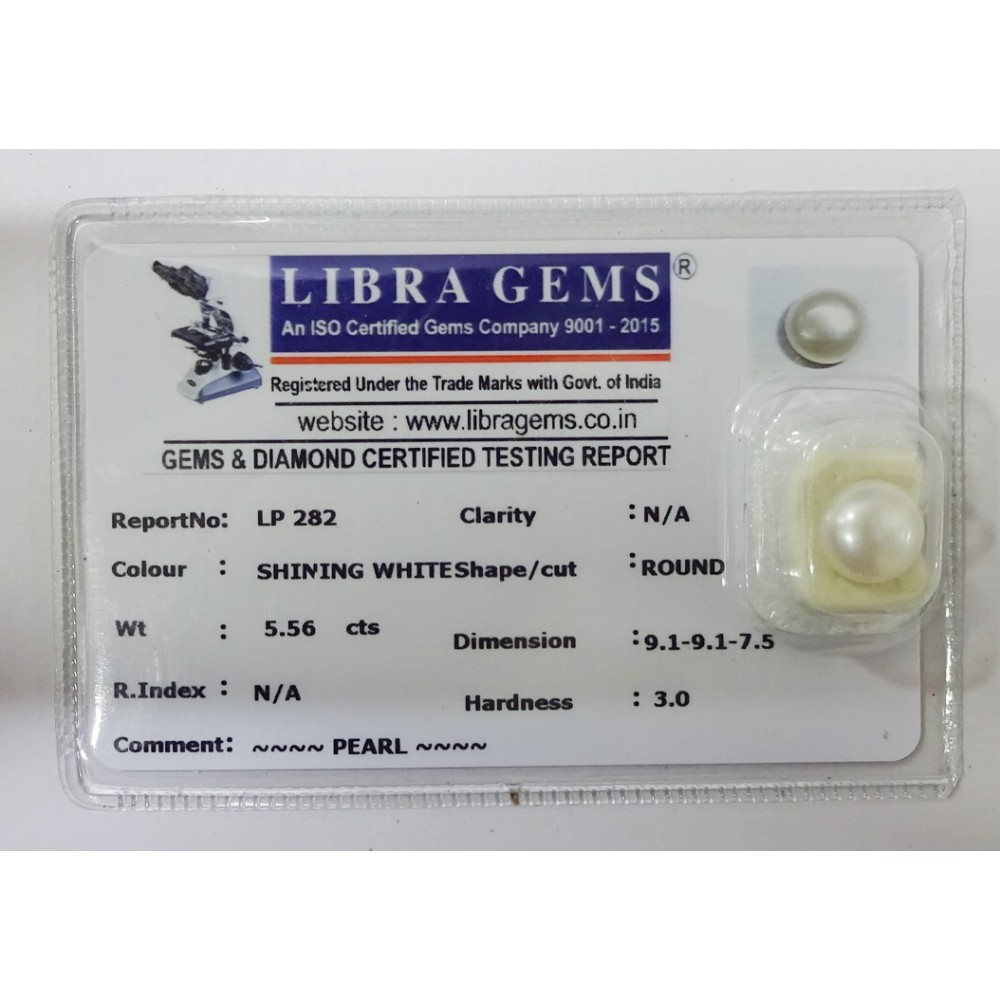 LIBRA GEMS ®
An ISO Certified Gems Company 9001 - 2015
Registered Under the Trade Marks with Govt. of India
website : www.libragems.co.in
GEMS & DIAMOND CERTIFIED TESTING REPORT
ReportNo: LP 282 Clarity : N/A
Colour : SHINING WHITE Shape/cut : ROUND
Wt : 5.56 cts Dimension : 9.1-9.1-7.5
R.Index : N/A Hardness : 3.0
Comment: ~~~~ PEARL ~~~~